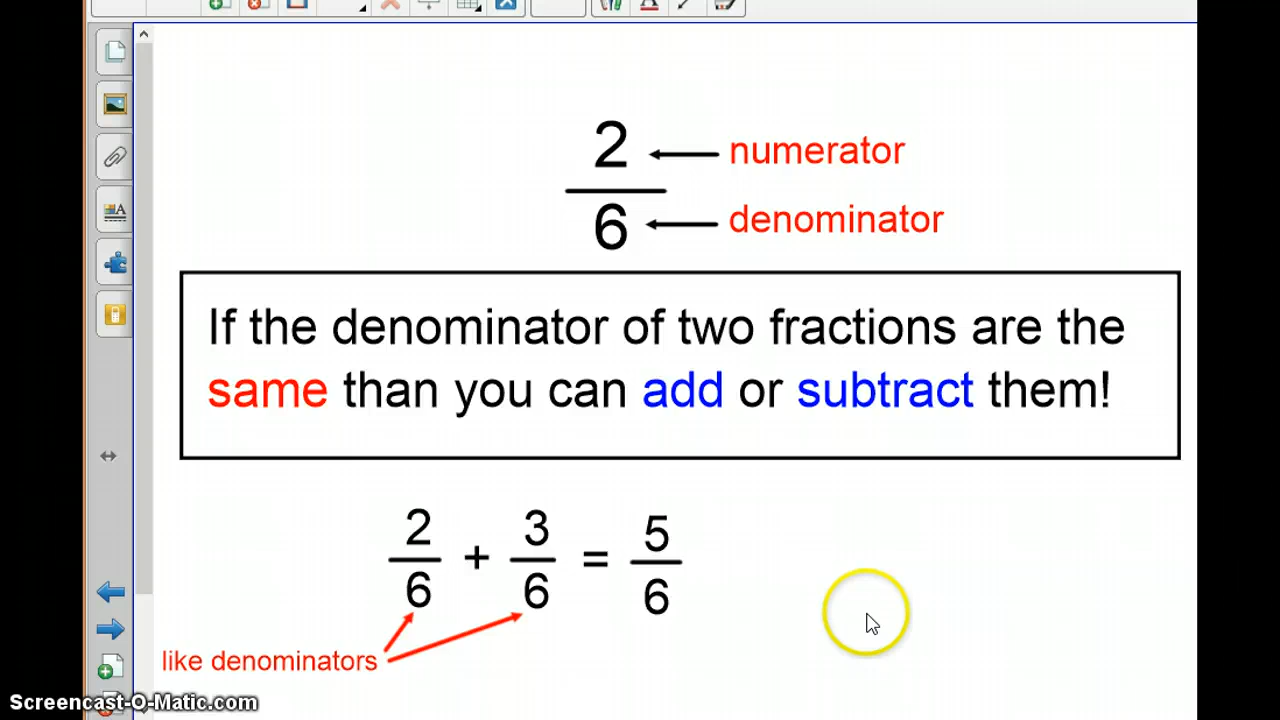 2 numerator
6 denominator
If the denominator of two fractions are the
same than you can add or subtract them!
2 3 5
+ =
6 6 6
like denominators
Screencast-O-Matic.com